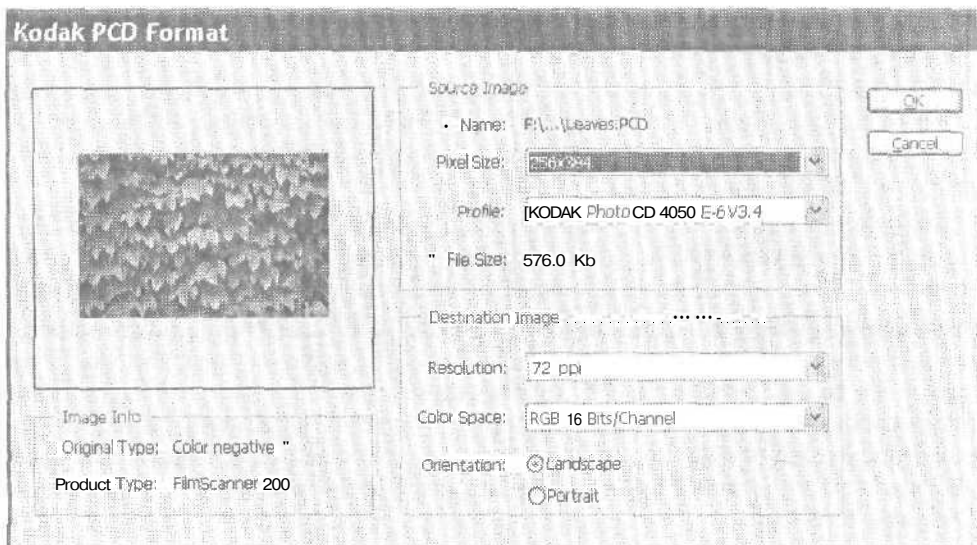 Kodak PCD Format
Source Image
Name: F:\...\Leaves.PCD
Pixel Size: 256x384
Profile: [KODAK Photo CD 4050 E-6 V3.4
File Size: 576.0 Kb
OK
Cancel
Destination Image
Resolution: 72 ppi
Color Space: RGB 16 Bits/Channel
Orientation: Landscape
Portrait
Image Info
Original Type: Color negative
Product Type: FilmScanner 200